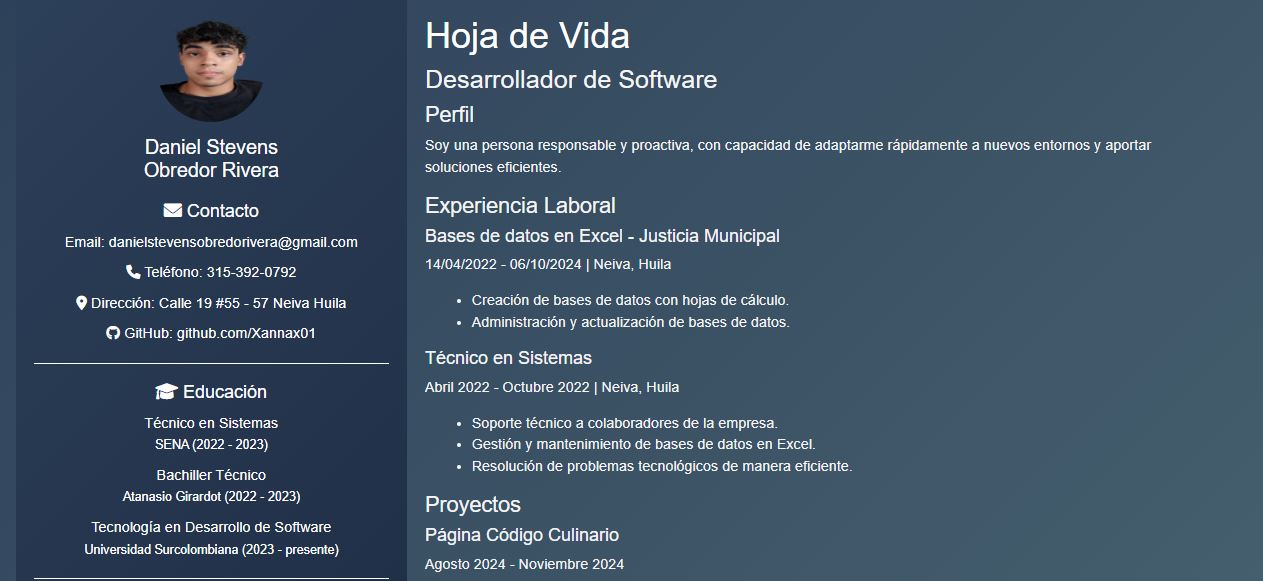 Daniel Stevens
Obredor Rivera
Contacto
Email: danielstevensobredorivera@gmail.com
Teléfono: 315-392-0792
Dirección: Calle 19 #55 - 57 Neiva Huila
GitHub: github.com/Xannax01
Educación
Técnico en Sistemas
SENA (2022 - 2023)
Bachiller Técnico
Atanasio Girardot (2022 - 2023)
Tecnología en Desarrollo de Software
Universidad Surcolombiana (2023 - presente)
Hoja de Vida
Desarrollador de Software
Perfil
Soy una persona responsable y proactiva, con capacidad de adaptarme rápidamente a nuevos entornos y aportar
soluciones eficientes.
Experiencia Laboral
Bases de datos en Excel - Justicia Municipal
14/04/2022 - 06/10/2024 | Neiva, Huila
• Creación de bases de datos con hojas de cálculo.
• Administración y actualización de bases de datos.
Técnico en Sistemas
Abril 2022 - Octubre 2022 | Neiva, Huila
• Soporte técnico a colaboradores de la empresa.
• Gestión y mantenimiento de bases de datos en Excel.
• Resolución de problemas tecnológicos de manera eficiente.
Proyectos
Página Código Culinario
Agosto 2024 - Noviembre 2024